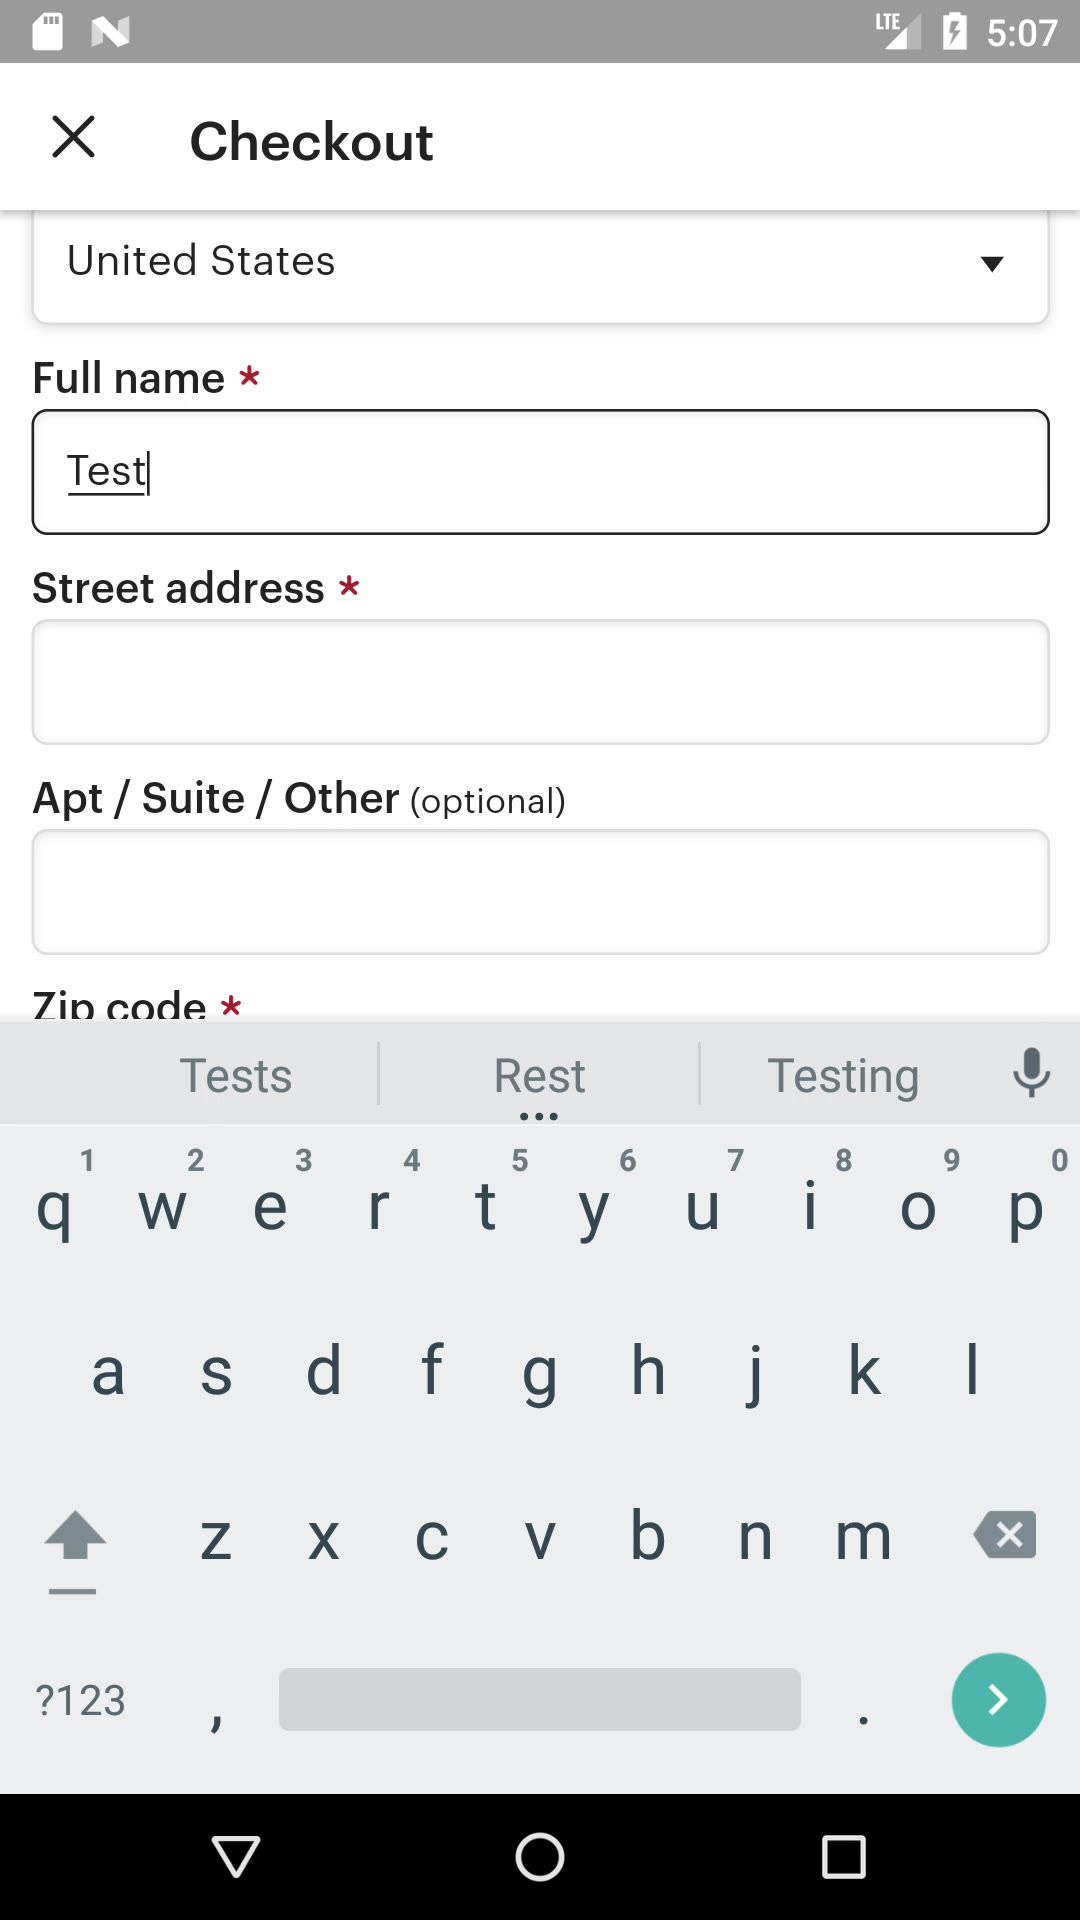 LTE 5:07
Checkout
United States
Full name *
Test
Street address *
Apt / Suite / Other (optional)
Zip code *
Tests Rest Testing
1 2 3 4 5 6 7 8 9 0
q w e r t y u i o p
a s d f g h j k l
z x c v b n m
?123 , .